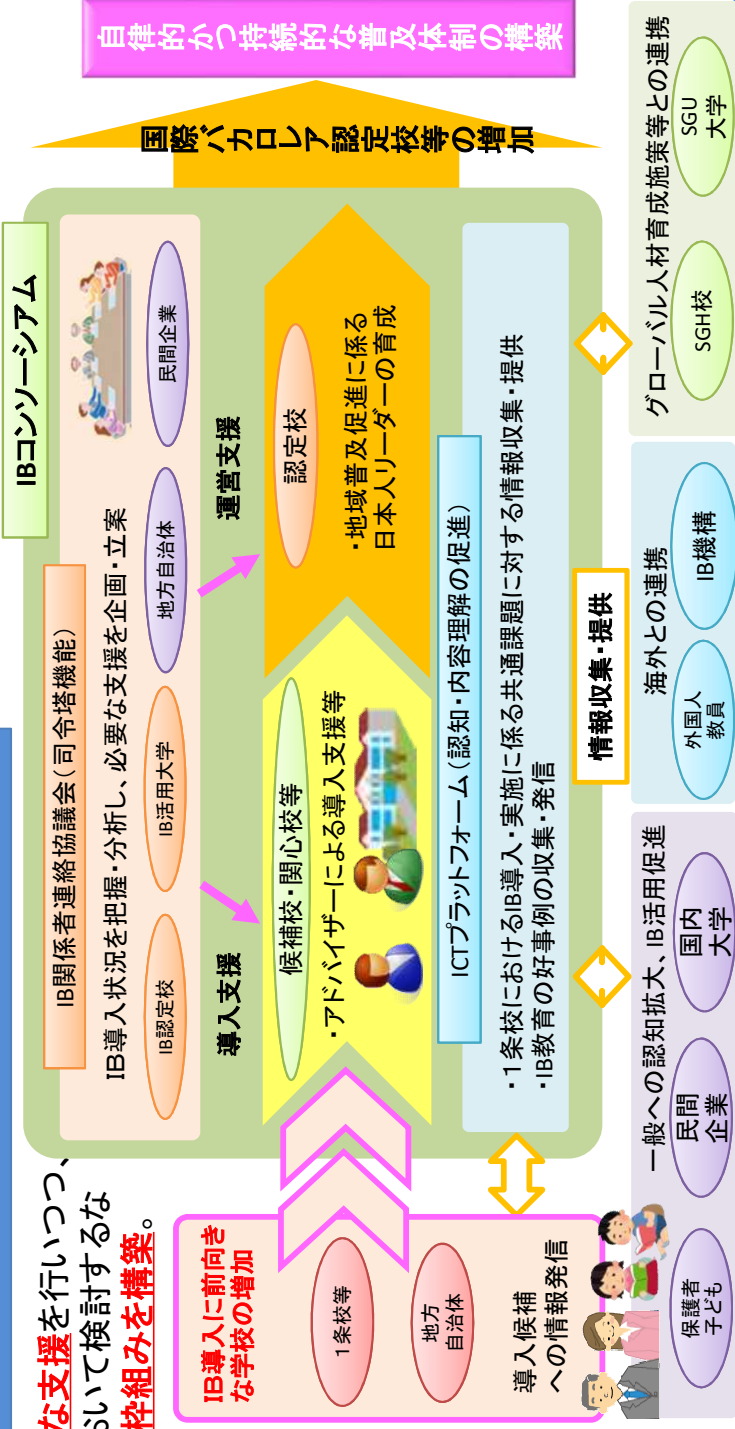 な支援を行いつつ、
おいて検討するな
枠組みを構築。
IBコンソーシアム
IB関係者連絡協議会(司令塔機能)
IB導入状況を把握・分析し、必要な支援を企画・立案
IB認定校
IB活用大学
地方自治体
民間企業
導入支援
運営支援
候補校・関心校等
・アドバイザーによる導入支援等
認定校
・地域普及促進に係る
日本人リーダーの育成
ICTプラットフォーム(認知・内容理解の促進)
・1条校におけるIB導入・実施に係る共通課題に対する情報収集・提供
・IB教育の好事例の収集・発信
国際バカロレア認定校等の増加
自律的かつ持続的な普及体制の構築
IB導入に前向き
な学校の増加
1条校等
地方
自治体
導入候補
への情報発信
情報収集・提供
一般への認知拡大、IB活用促進
保護者
子ども
民間
企業
国内
大学
海外との連携
外国人
教員
IB機構
グローバル人材育成施策等との連携
SGH校
SGU
大学